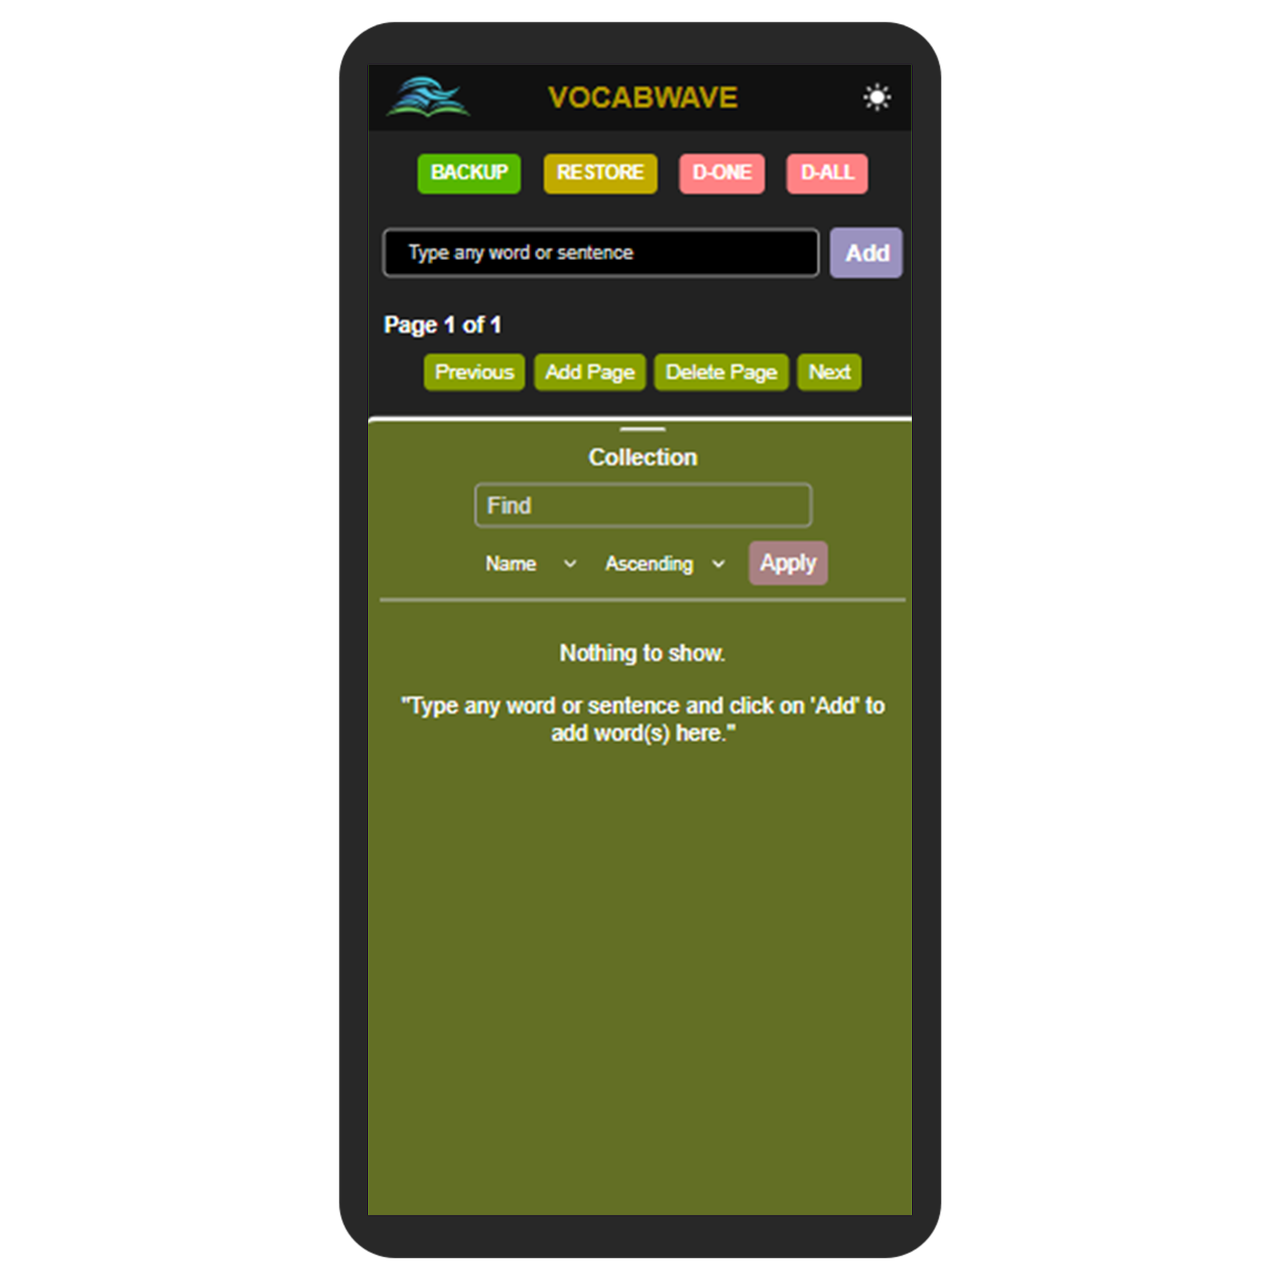 VOCABWAVE
BACKUP RESTORE D-ONE D-ALL
Type any word or sentence Add
Page 1 of 1
Previous Add Page Delete Page Next
Collection
Find
Name Ascending Apply
Nothing to show.
"Type any word or sentence and click on 'Add' to
add word(s) here."